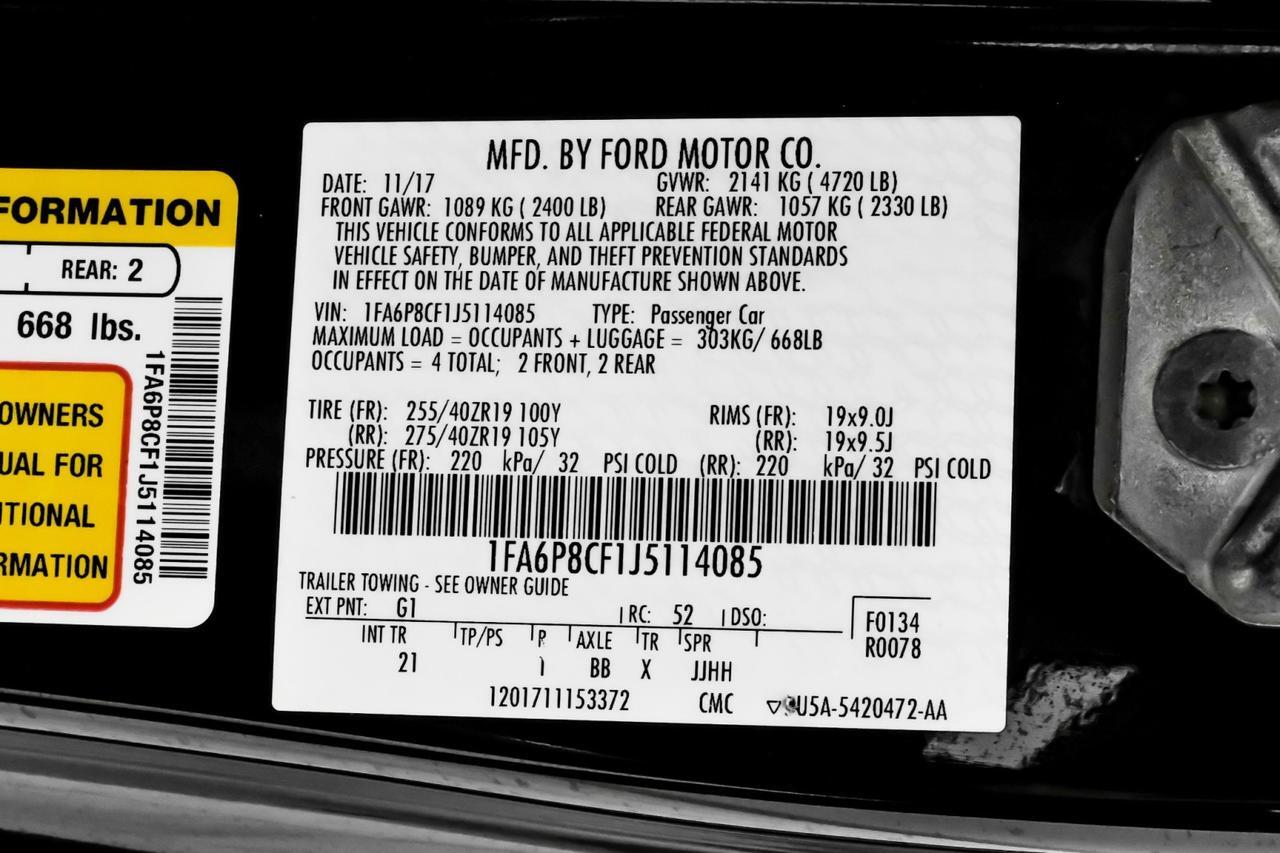 FORMATION
REAR: 2
668 lbs.
OWNERS
UAL FOR
ITIONAL
RMATION
1FA6P8CF1J5114085
MFD. BY FORD MOTOR CO.
DATE: 11/17 GVWR: 2141 KG ( 4720 LB)
FRONT GAWR: 1089 KG ( 2400 LB) REAR GAWR: 1057 KG ( 2330 LB)
THIS VEHICLE CONFORMS TO ALL APPLICABLE FEDERAL MOTOR
VEHICLE SAFETY, BUMPER, AND THEFT PREVENTION STANDARDS
IN EFFECT ON THE DATE OF MANUFACTURE SHOWN ABOVE.
VIN: 1FA6P8CF1J5114085 TYPE: Passenger Car
MAXIMUM LOAD = OCCUPANTS + LUGGAGE = 303KG/ 668LB
OCCUPANTS = 4 TOTAL; 2 FRONT, 2 REAR
TIRE (FR): 255/40ZR19 100Y RIMS (FR): 19x9.0J
(RR): 275/40ZR19 105Y (RR): 19x9.5J
PRESSURE (FR): 220 kPa/ 32 PSI COLD (RR): 220 kPa/ 32 PSI COLD
1FA6P8CF1J5114085
TRAILER TOWING - SEE OWNER GUIDE
EXT PNT: G1 RC: 52 DSO: F0134
R0078
INT TR TP/PS R AXLE TR SPR
21 BB X JJHH
1201711153372 CMC U5A-5420472-AA